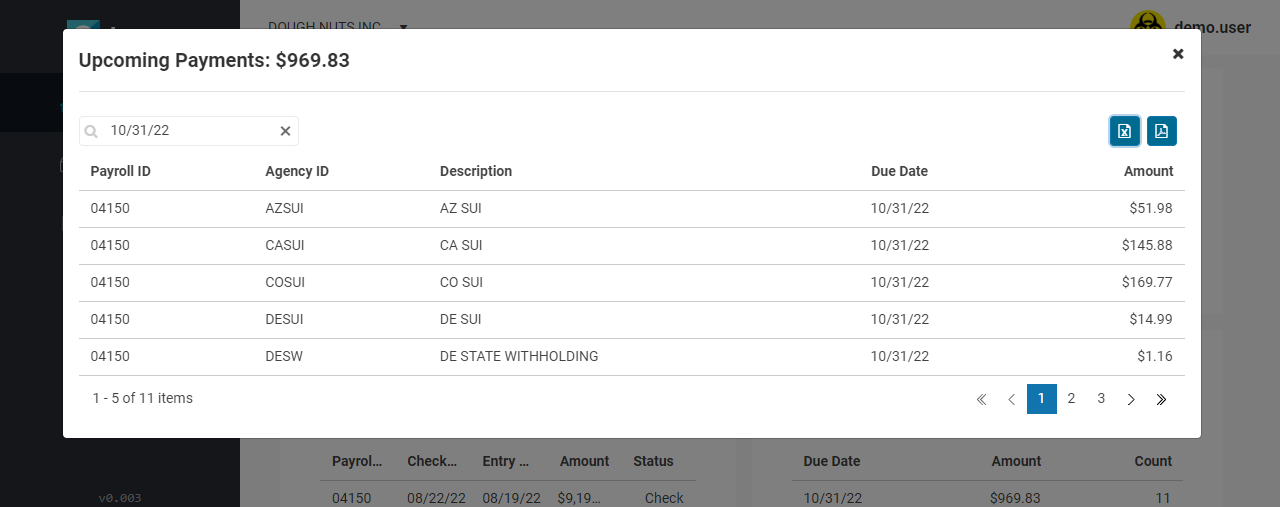 DOUGH NUTS INC
demo.user
Upcoming Payments: $969.83
10/31/22
Payroll ID Agency ID Description Due Date Amount
04150 AZSUI AZ SUI 10/31/22 $51.98
04150 CASUI CA SUI 10/31/22 $145.88
04150 COSUI CO SUI 10/31/22 $169.77
04150 DESUI DE SUI 10/31/22 $14.99
04150 DESW DE STATE WITHHOLDING 10/31/22 $1.16
1 - 5 of 11 items 1 2 3
Payrol... Check... Entry ... Amount Status Due Date Amount Count
04150 08/22/22 08/19/22 $9,19... Check 10/31/22 $969.83 11
v0.003